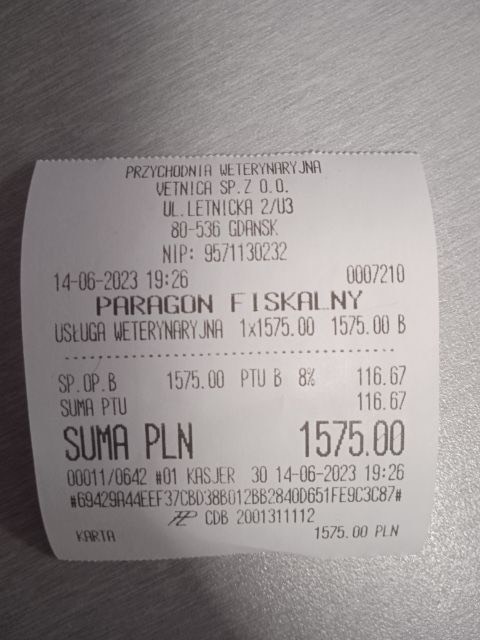 PRZYCHODNIA WETERYNARYJNA
VETNICA SP.Z O.O.
UL.LETNICKA 2/U3
80-536 GDAŃSK
NIP: 9571130232
14-06-2023 19:26 0007210
PARAGON FISKALNY
USŁUGA WETERYNARYJNA 1x1575.00 1575.00 B
SP.OP.B 1575.00 PTU B 8% 116.67
SUMA PTU 116.67
SUMA PLN 1575.00
00011/0642 #01 KASJER 30 14-06-2023 19:26
#69429A44EEF37CBD38B012BB2840D651FE9C3C87#
CDB 2001311112
KARTA 1575.00 PLN